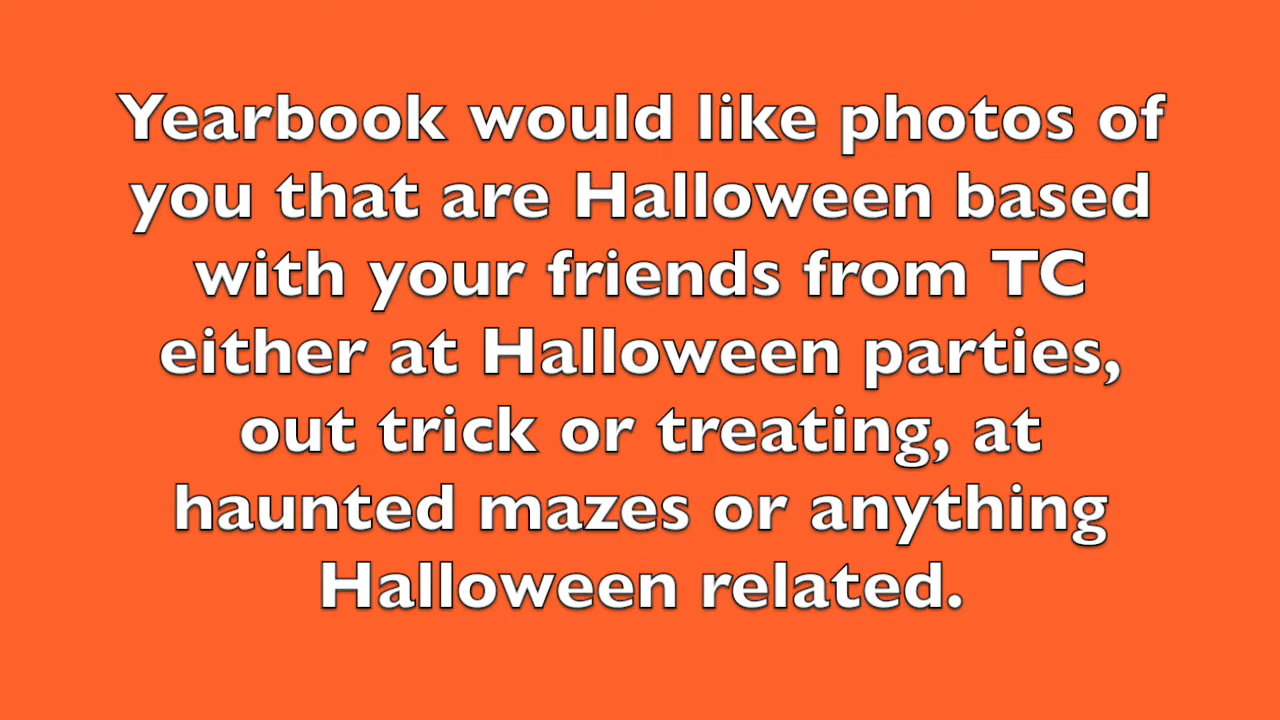 Yearbook would like photos of
you that are Halloween based
with your friends from TC
either at Halloween parties,
out trick or treating, at
haunted mazes or anything
Halloween related.